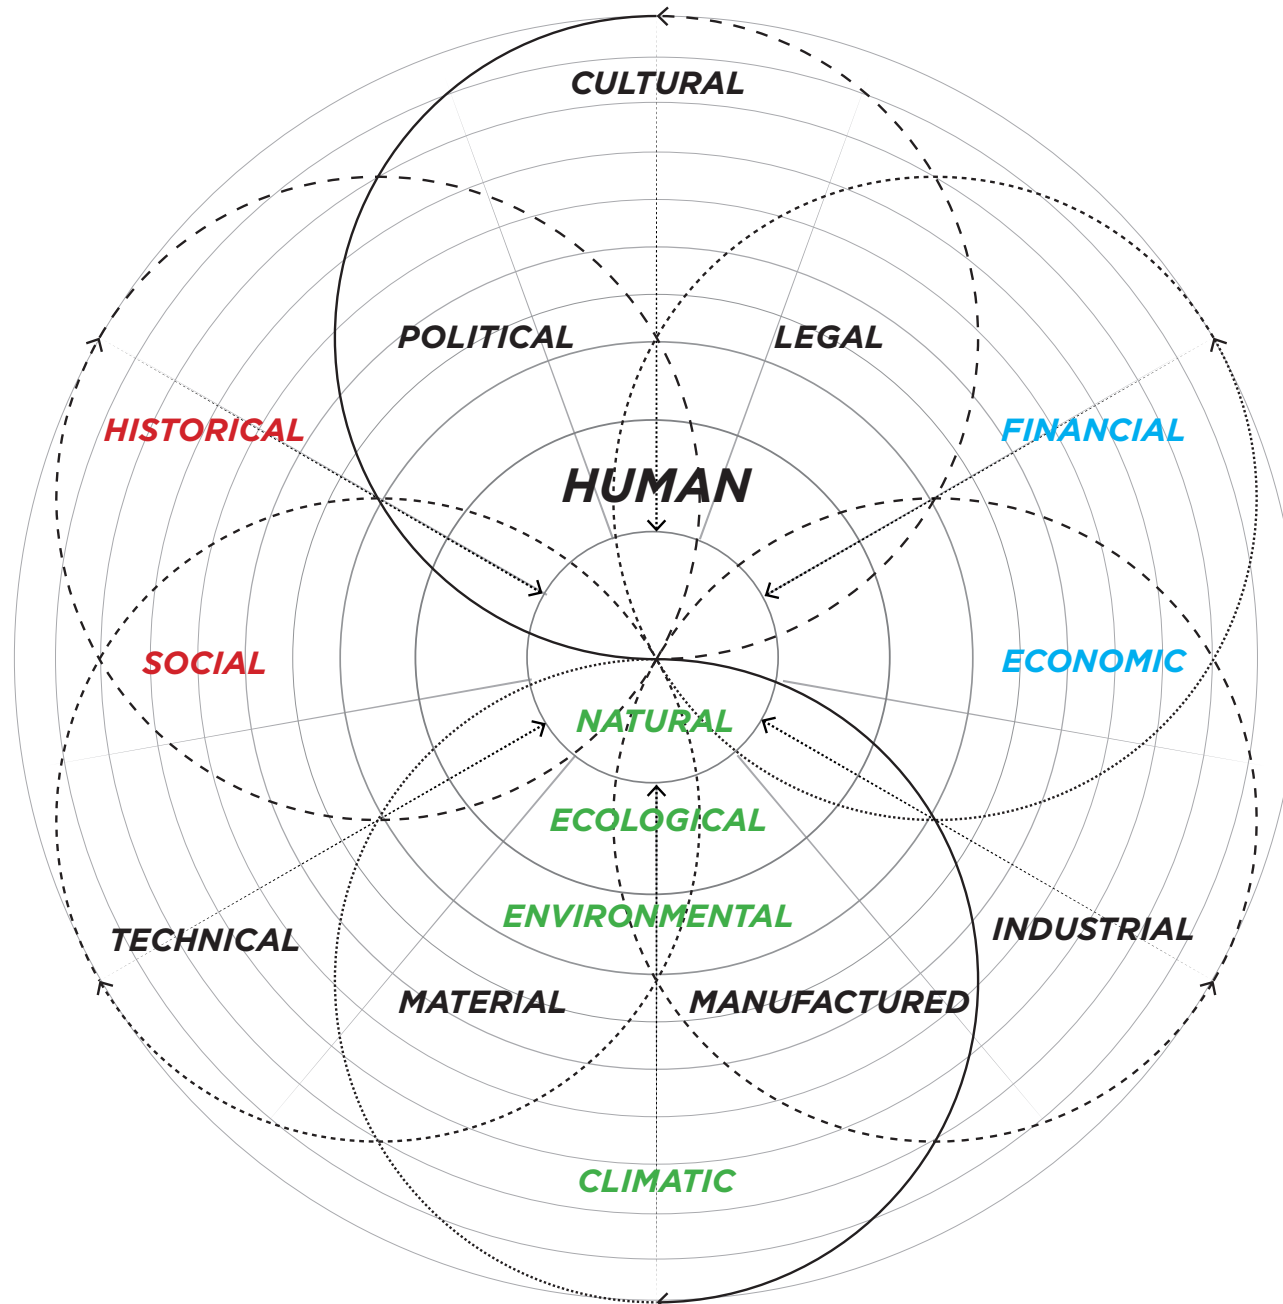 CULTURAL
POLITICAL
LEGAL
HISTORICAL
FINANCIAL
HUMAN
SOCIAL
ECONOMIC
NATURAL
ECOLOGICAL
ENVIRONMENTAL
TECHNICAL
INDUSTRIAL
MATERIAL
MANUFACTURED
CLIMATIC